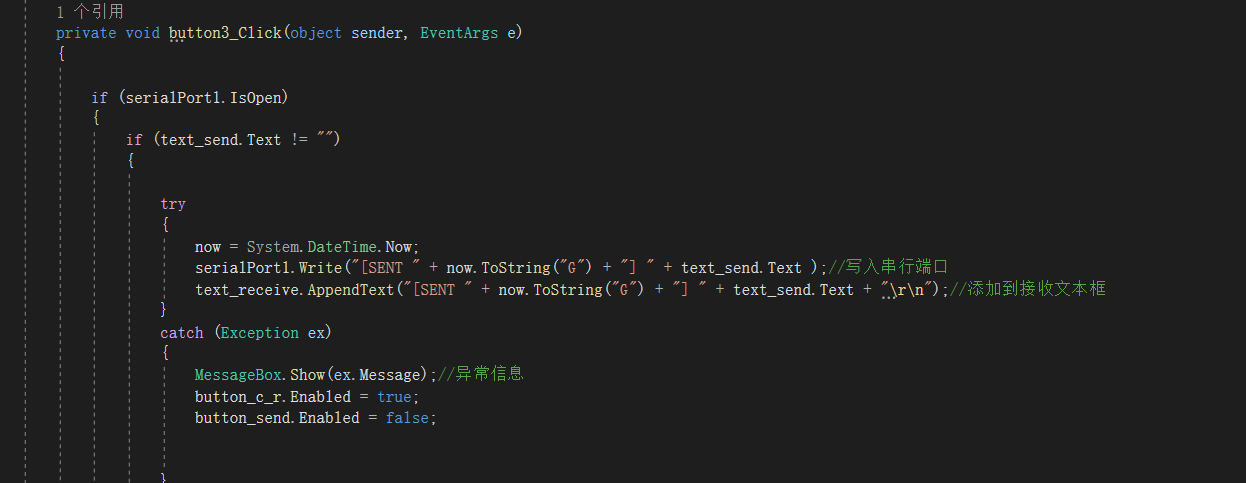 1 个引用
private void button3_Click(object sender, EventArgs e)
{
if (serialPort1.IsOpen)
{
if (text_send.Text != "")
{
try
{
now = System.DateTime.Now;
serialPort1.Write("[SENT " + now.ToString("G") + "] " + text_send.Text );//写入串行端口
text_receive.AppendText("[SENT " + now.ToString("G") + "] " + text_send.Text + "\r\n");//添加到接收文本框
}
catch (Exception ex)
{
MessageBox.Show(ex.Message);//异常信息
button_c_r.Enabled = true;
button_send.Enabled = false;
}